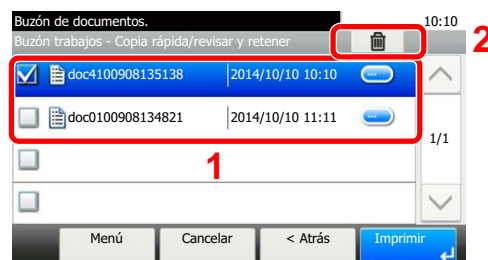 Buzón de documentos. 10:10
Buzón trabajos - Copia rápida/revisar y retener 2
doc4100908135138 2014/10/10 10:10
doc0100908134821 2014/10/10 11:11
1/1
1
Menú Cancelar < Atrás Imprimir